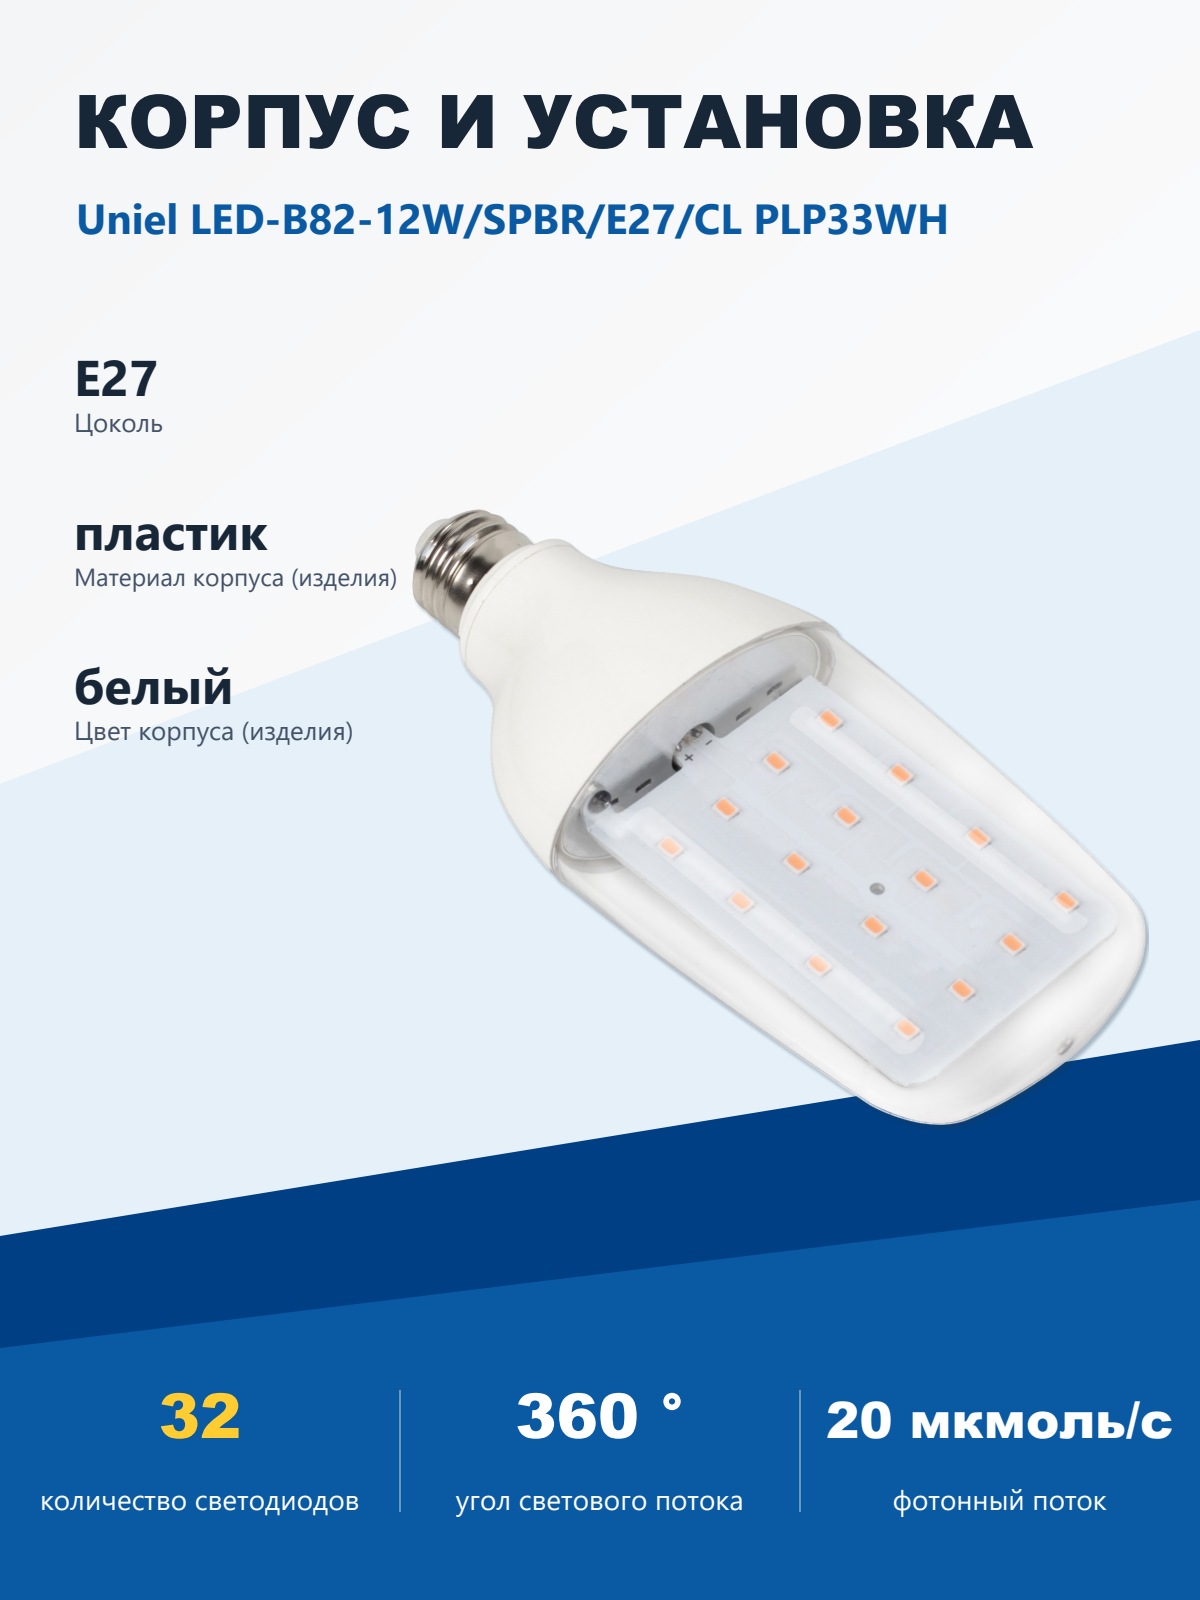 КОРПУС И УСТАНОВКА
Uniel LED-B82-12W/SPBR/E27/CL PLP33WH
E27
Цоколь
пластик
Материал корпуса (изделия)
белый
Цвет корпуса (изделия)
32
360 °
20 мкмоль/с
количество светодиодов
угол светового потока
фотонный поток